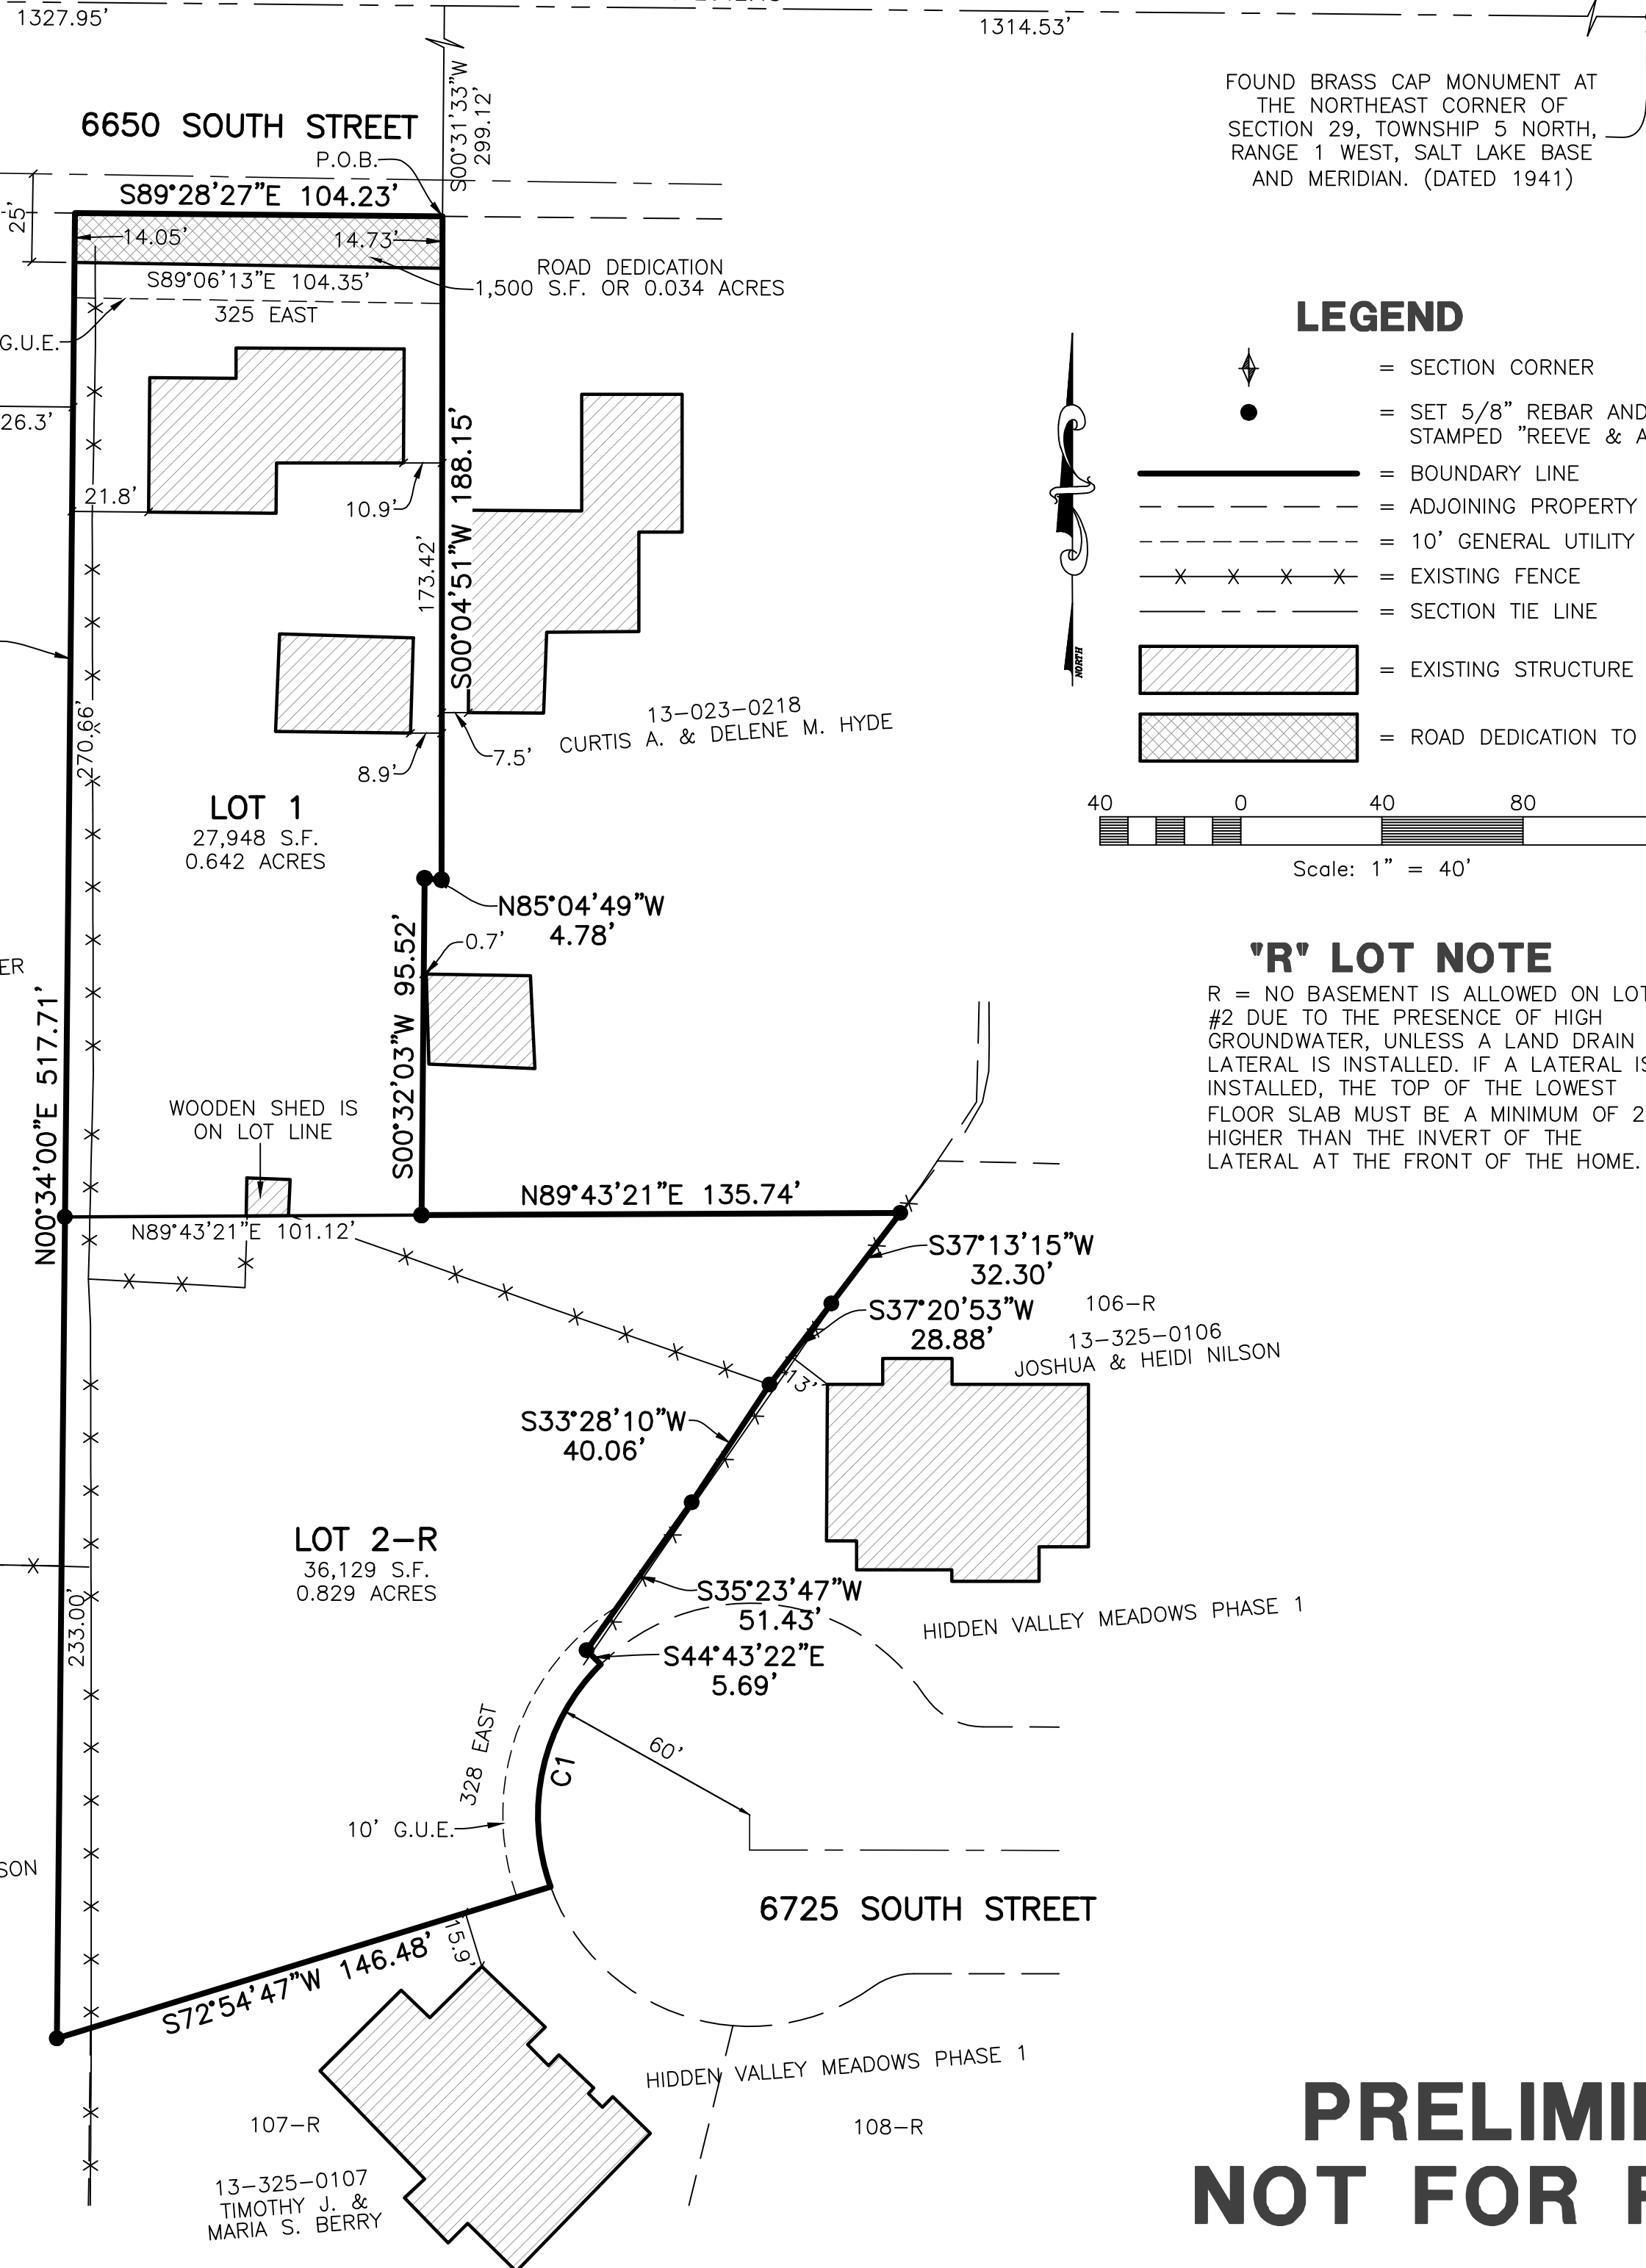 1327.95'
1314.53'
FOUND BRASS CAP MONUMENT AT
THE NORTHEAST CORNER OF
SECTION 29, TOWNSHIP 5 NORTH,
RANGE 1 WEST, SALT LAKE BASE
AND MERIDIAN. (DATED 1941)
S00°31'33"W
299.12'
6650 SOUTH STREET
P.O.B.
S89°28'27"E 104.23'
25'
14.05'
14.73'
ROAD DEDICATION
1,500 S.F. OR 0.034 ACRES
S89°06'13"E 104.35'
325 EAST
G.U.E.
26.3'
21.8'
10.9'
173.42'
S00°04'51"W 188.15'
13-023-0218
CURTIS A. & DELENE M. HYDE
7.5'
8.9'
270.66'
LOT 1
27,948 S.F.
0.642 ACRES
N85°04'49"W
4.78'
0.7'
S00°32'03"W 95.52'
ER
N00°34'00"E 517.71'
WOODEN SHED IS
ON LOT LINE
N89°43'21"E 135.74'
N89°43'21"E 101.12'
S37°13'15"W
32.30'
S37°20'53"W
28.88'
106-R
13-325-0106
JOSHUA & HEIDI NILSON
13'
S33°28'10"W
40.06'
LOT 2-R
36,129 S.F.
0.829 ACRES
S35°23'47"W
51.43'
S44°43'22"E
5.69'
HIDDEN VALLEY MEADOWS PHASE 1
233.00'
328 EAST
C1
60'
10' G.U.E.
SON
6725 SOUTH STREET
15.9'
S72°54'47"W 146.48'
HIDDEN VALLEY MEADOWS PHASE 1
107-R
108-R
13-325-0107
TIMOTHY J. &
MARIA S. BERRY
LEGEND
= SECTION CORNER
= SET 5/8" REBAR AND
STAMPED "REEVE & A
= BOUNDARY LINE
= ADJOINING PROPERTY
= 10' GENERAL UTILITY
= EXISTING FENCE
= SECTION TIE LINE
= EXISTING STRUCTURE
= ROAD DEDICATION TO
NORTH
40 0 40 80
Scale: 1" = 40'
"R" LOT NOTE
R = NO BASEMENT IS ALLOWED ON LOT
#2 DUE TO THE PRESENCE OF HIGH
GROUNDWATER, UNLESS A LAND DRAIN
LATERAL IS INSTALLED. IF A LATERAL IS
INSTALLED, THE TOP OF THE LOWEST
FLOOR SLAB MUST BE A MINIMUM OF 2
HIGHER THAN THE INVERT OF THE
LATERAL AT THE FRONT OF THE HOME.
PRELIMI
NOT FOR